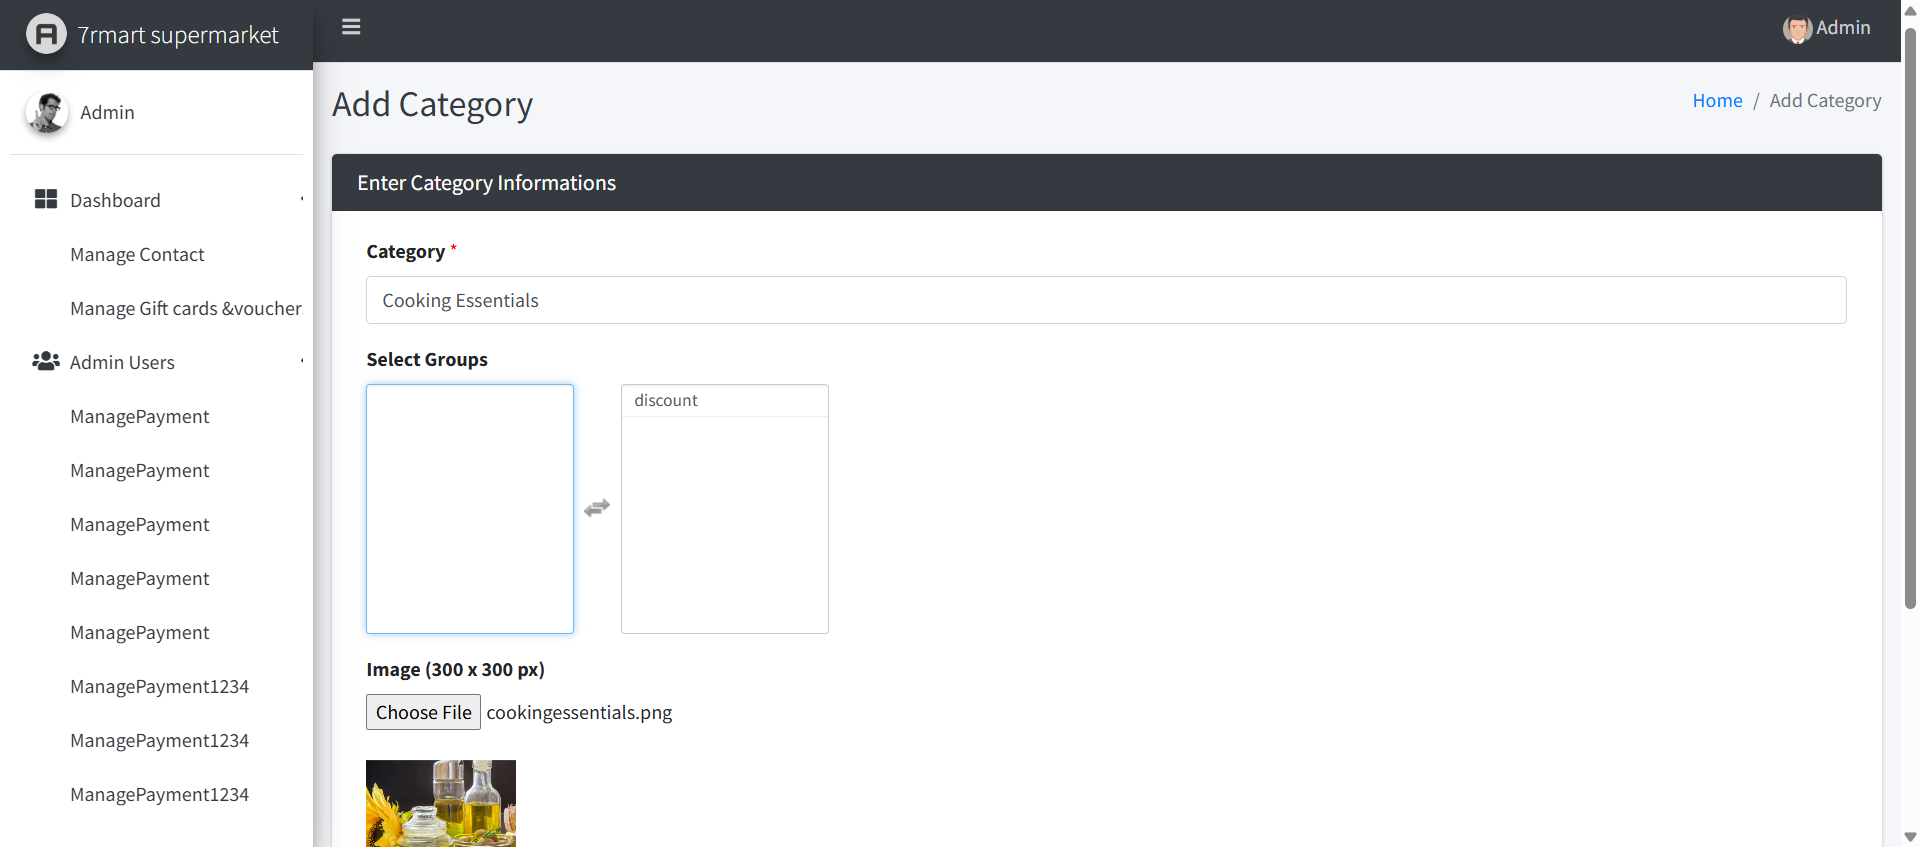 7rmart supermarket
Admin
Admin
Add Category
Home / Add Category
Dashboard
Manage Contact
Manage Gift cards &voucher
Admin Users
ManagePayment
ManagePayment
ManagePayment
ManagePayment
ManagePayment
ManagePayment1234
ManagePayment1234
ManagePayment1234
Enter Category Informations
Category *
Cooking Essentials
Select Groups
discount
Image (300 x 300 px)
Choose File cookingessentials.png